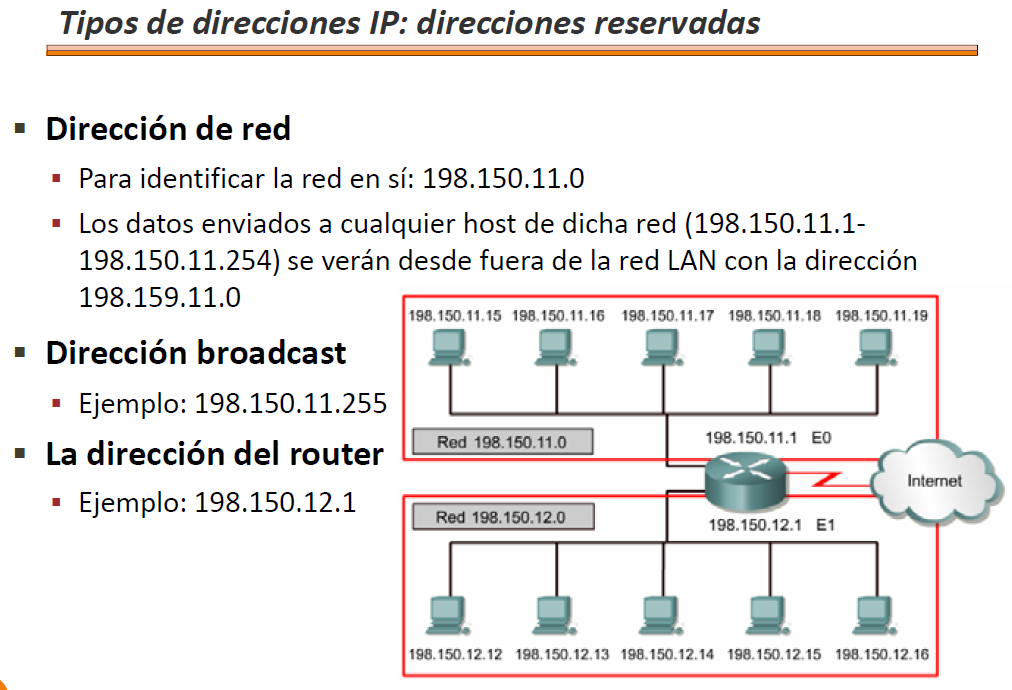 Tipos de direcciones IP: direcciones reservadas
▪ Dirección de red
▪ Para identificar la red en sí: 198.150.11.0
▪ Los datos enviados a cualquier host de dicha red (198.150.11.1-
198.150.11.254) se verán desde fuera de la red LAN con la dirección
198.159.11.0
▪ Dirección broadcast
▪ Ejemplo: 198.150.11.255
▪ La dirección del router
▪ Ejemplo: 198.150.12.1
198.150.11.15 198.150.11.16 198.150.11.17 198.150.11.18 198.150.11.19
Red 198.150.11.0
198.150.11.1 E0
Internet
Red 198.150.12.0
198.150.12.1 E1
198.150.12.12 198.150.12.13 198.150.12.14 198.150.12.15 198.150.12.16